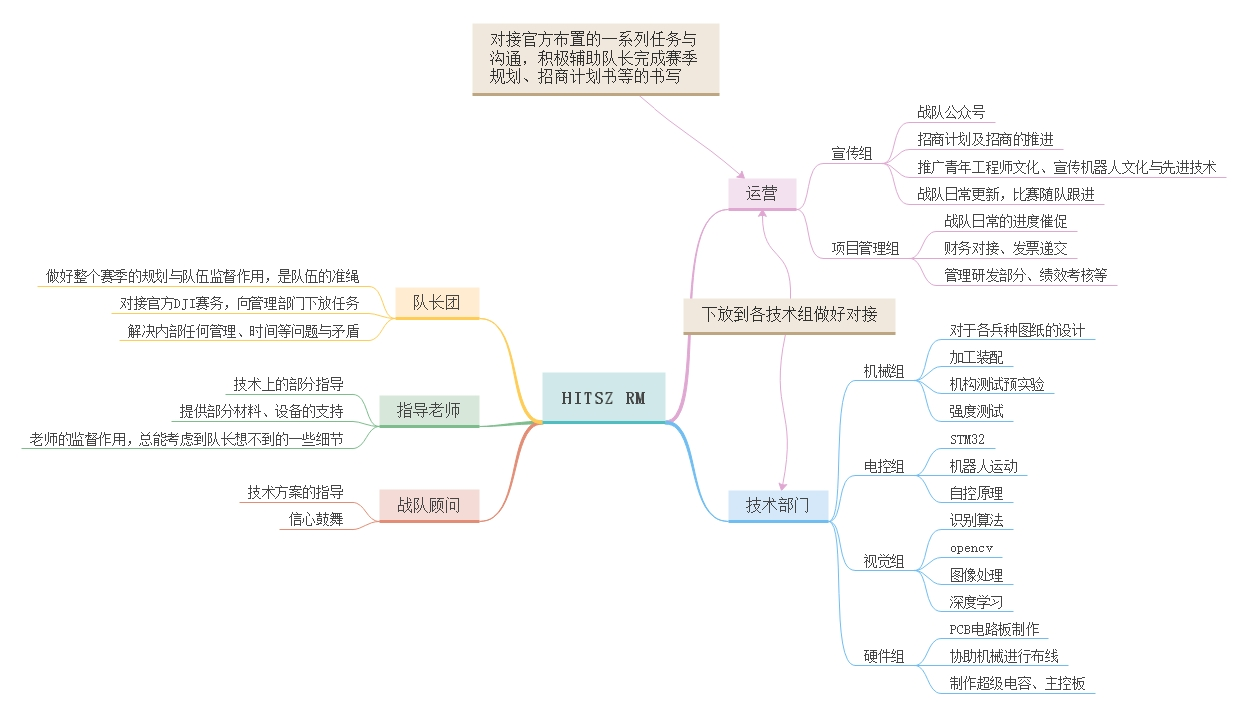 对接官方布置的一系列任务与
沟通，积极辅助队长完成赛季
规划、招商计划书等的书写
HITSZ RM
队长团
做好整个赛季的规划与队伍监督作用，是队伍的准绳
对接官方DJI赛务，向管理部门下放任务
解决内部任何管理、时间等问题与矛盾
指导老师
技术上的部分指导
提供部分材料、设备的支持
老师的监督作用，总能考虑到队长想不到的一些细节
战队顾问
技术方案的指导
信心鼓舞
运营
宣传组
战队公众号
招商计划及招商的推进
推广青年工程师文化、宣传机器人文化与先进技术
战队日常更新，比赛随队跟进
项目管理组
战队日常的进度催促
财务对接、发票递交
管理研发部分、绩效考核等
下放到各技术组做好对接
技术部门
机械组
对于各兵种图纸的设计
加工装配
机构测试预实验
强度测试
电控组
STM32
机器人运动
自控原理
视觉组
识别算法
opencv
图像处理
深度学习
硬件组
PCB电路板制作
协助机械进行布线
制作超级电容、主控板